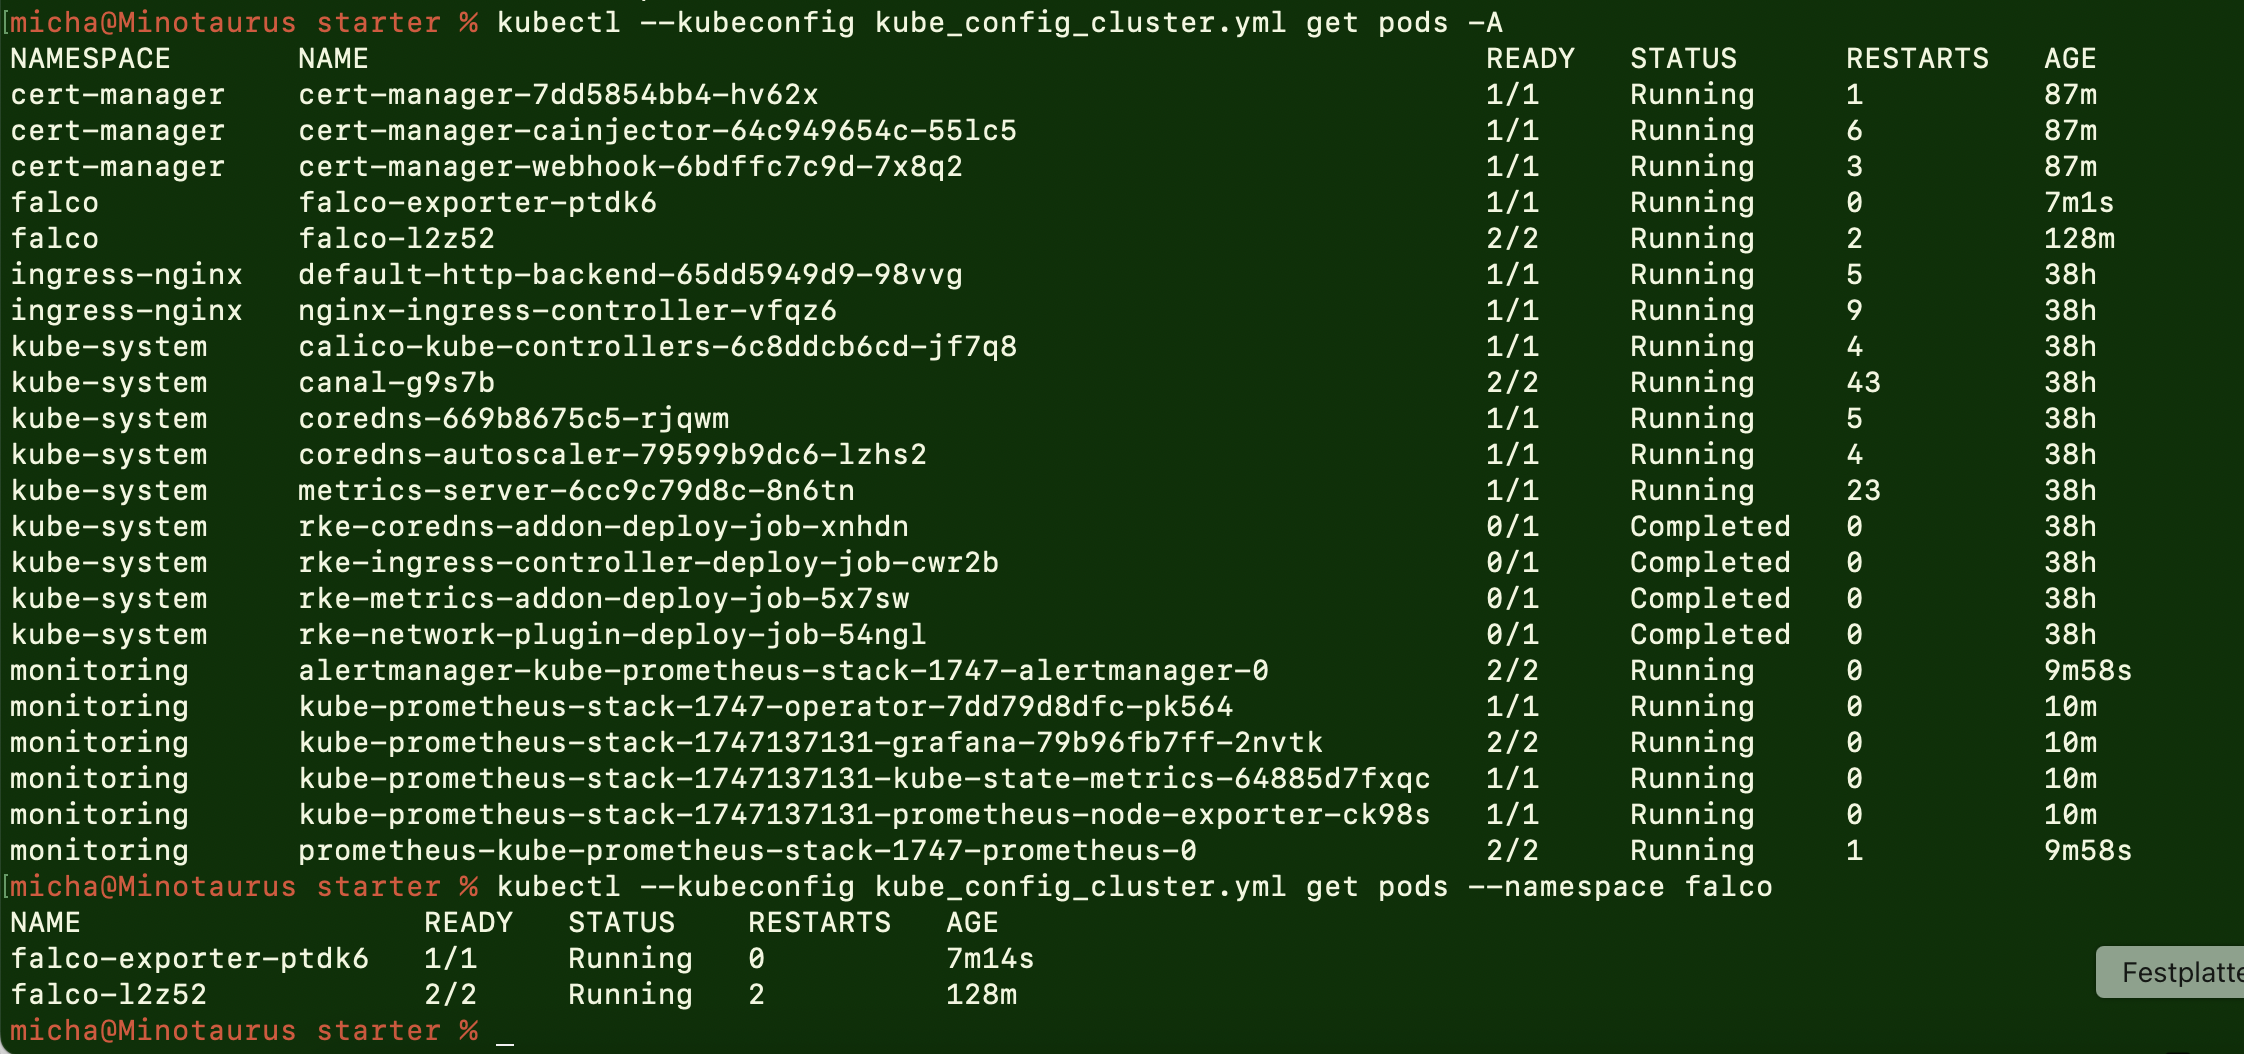 micha@Minotaurus starter % kubectl --kubeconfig kube_config_cluster.yml get pods -A
NAMESPACE NAME READY STATUS RESTARTS AGE
cert-manager cert-manager-7dd5854bb4-hv62x 1/1 Running 1 87m
cert-manager cert-manager-cainjector-64c949654c-55lc5 1/1 Running 6 87m
cert-manager cert-manager-webhook-6bdffc7c9d-7x8q2 1/1 Running 3 87m
falco falco-exporter-ptdk6 1/1 Running 0 7m1s
falco falco-l2z52 2/2 Running 2 128m
ingress-nginx default-http-backend-65dd5949d9-98vvg 1/1 Running 5 38h
ingress-nginx nginx-ingress-controller-vfqz6 1/1 Running 9 38h
kube-system calico-kube-controllers-6c8ddcb6cd-jf7q8 1/1 Running 4 38h
kube-system canal-g9s7b 2/2 Running 43 38h
kube-system coredns-669b8675c5-rjqwm 1/1 Running 5 38h
kube-system coredns-autoscaler-79599b9dc6-lzhs2 1/1 Running 4 38h
kube-system metrics-server-6cc9c79d8c-8n6tn 1/1 Running 23 38h
kube-system rke-coredns-addon-deploy-job-xnhdn 0/1 Completed 0 38h
kube-system rke-ingress-controller-deploy-job-cwr2b 0/1 Completed 0 38h
kube-system rke-metrics-addon-deploy-job-5x7sw 0/1 Completed 0 38h
kube-system rke-network-plugin-deploy-job-54ngl 0/1 Completed 0 38h
monitoring alertmanager-kube-prometheus-stack-1747-alertmanager-0 2/2 Running 0 9m58s
monitoring kube-prometheus-stack-1747-operator-7dd79d8dfc-pk564 1/1 Running 0 10m
monitoring kube-prometheus-stack-1747137131-grafana-79b96fb7ff-2nvtk 2/2 Running 0 10m
monitoring kube-prometheus-stack-1747137131-kube-state-metrics-64885d7fxqc 1/1 Running 0 10m
monitoring kube-prometheus-stack-1747137131-prometheus-node-exporter-ck98s 1/1 Running 0 10m
monitoring prometheus-kube-prometheus-stack-1747-prometheus-0 2/2 Running 1 9m58s
micha@Minotaurus starter % kubectl --kubeconfig kube_config_cluster.yml get pods --namespace falco
NAME READY STATUS RESTARTS AGE
falco-exporter-ptdk6 1/1 Running 0 7m14s
falco-l2z52 2/2 Running 2 128m
micha@Minotaurus starter % _
Festplatte